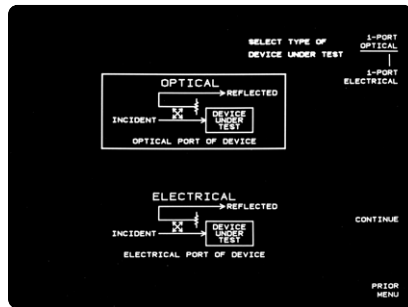 SELECT TYPE OF
DEVICE UNDER TEST
1-PORT
OPTICAL
1-PORT
ELECTRICAL
OPTICAL
REFLECTED
INCIDENT
DEVICE
UNDER
TEST
OPTICAL PORT OF DEVICE
ELECTRICAL
REFLECTED
INCIDENT
DEVICE
UNDER
TEST
ELECTRICAL PORT OF DEVICE
CONTINUE
PRIOR
MENU